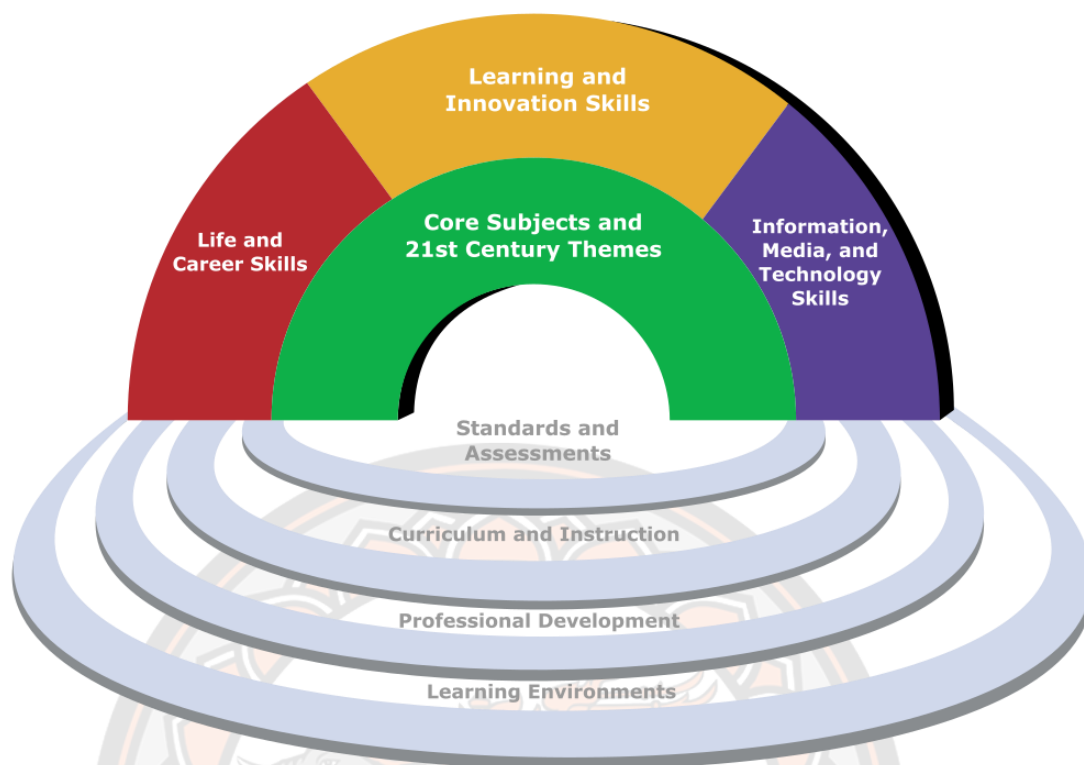 Learning and
Innovation Skills
Life and
Career Skills
Core Subjects and
21st Century Themes
Information,
Media, and
Technology
Skills
Standards and
Assessments
Curriculum and Instruction
Professional Development
Learning Environments